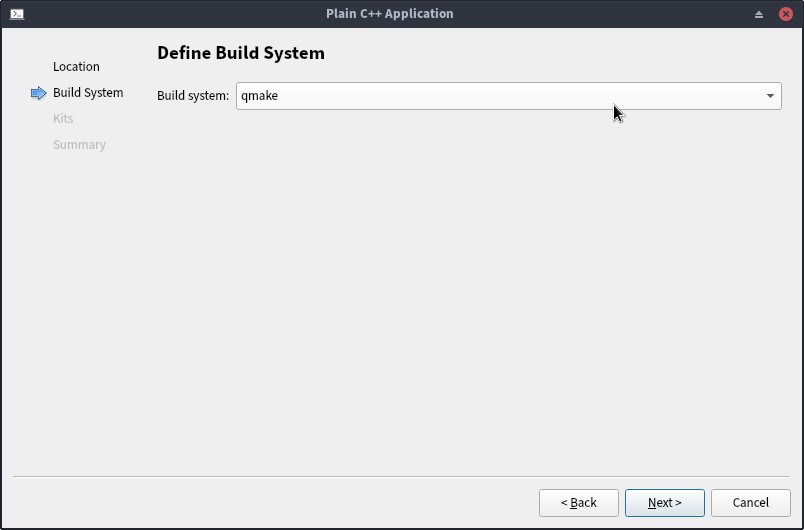 Plain C++ Application
Location
Build System
Kits
Summary
Define Build System
Build system: qmake
< Back Next > Cancel